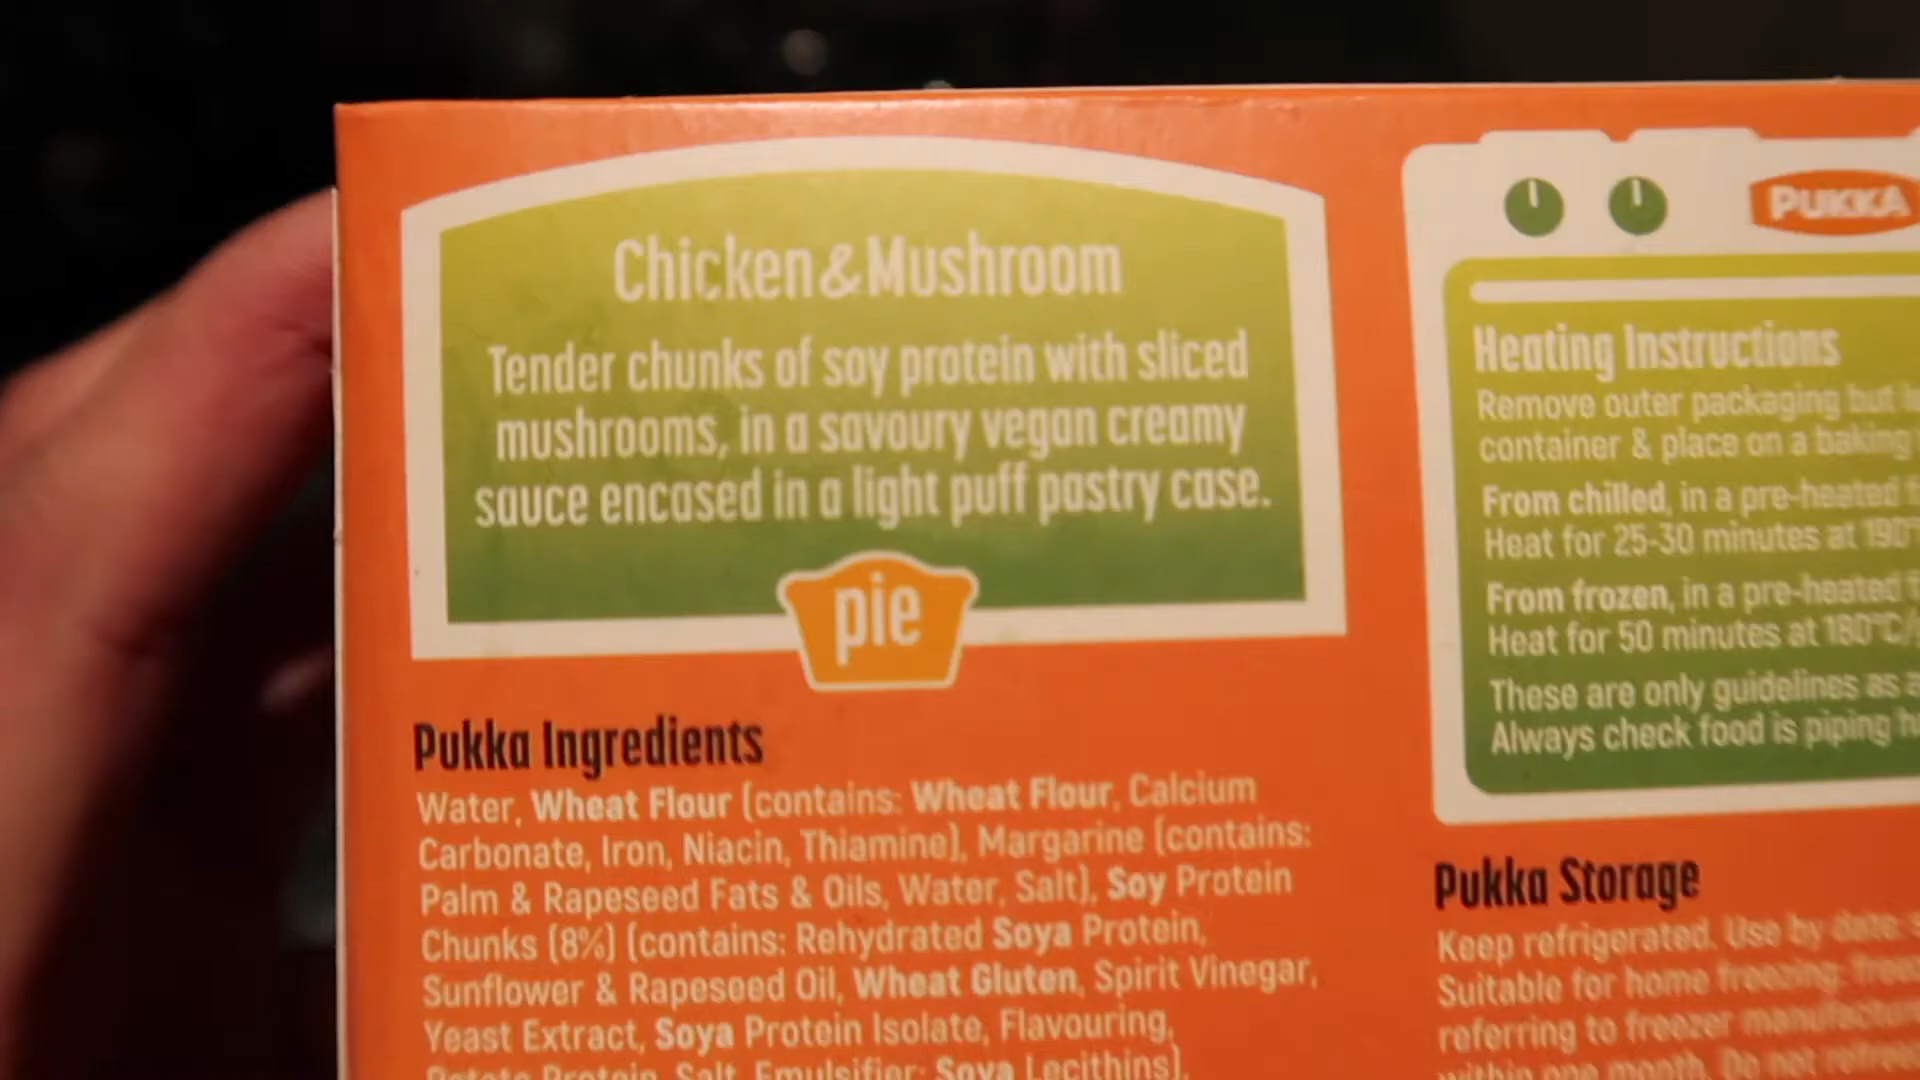 Chicken&Mushroom
Tender chunks of soy protein with sliced
mushrooms, in a savoury vegan creamy
sauce encased in a light puff pastry case.
pie
Pukka Ingredients
Water, Wheat Flour (contains: Wheat Flour, Calcium
Carbonate, Iron, Niacin, Thiamine), Margarine (contains:
Palm & Rapeseed Fats & Oils, Water, Salt), Soy Protein
Chunks (8%) (contains: Rehydrated Soya Protein,
Sunflower & Rapeseed Oil, Wheat Gluten, Spirit Vinegar,
Yeast Extract, Soya Protein Isolate, Flavouring,
Potato Protein, Salt, Emulsifier: Soya Lecithins),
PUKKA
Heating Instructions
Remove outer packaging but
container & place on a baking
From chilled, in a pre-heated
Heat for 25-30 minutes at 190°
From frozen, in a pre-heated
Heat for 50 minutes at 180°C/
These are only guidelines as
Always check food is piping
Pukka Storage
Keep refrigerated. Use by date:
Suitable for home freezing:
referring to freezer
within one month. Do not